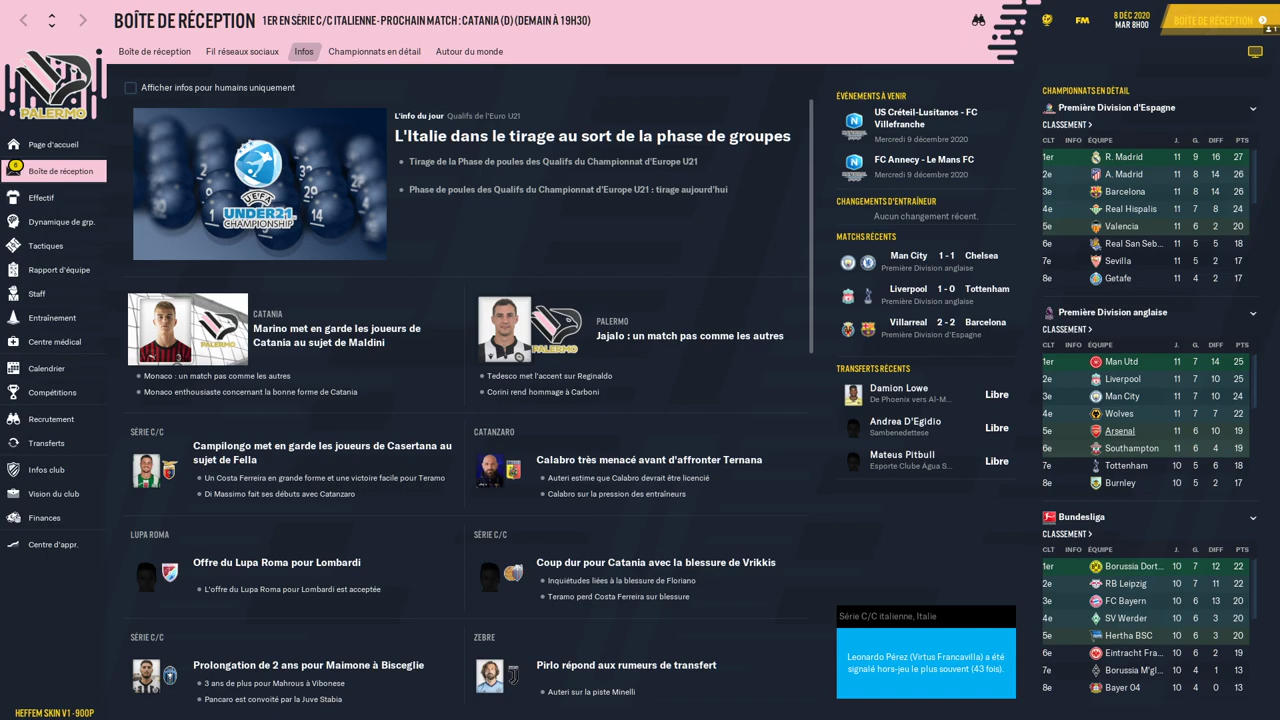 BOÎTE DE RÉCEPTION
1ER EN SÉRIE C/C ITALIENNE - PROCHAIN MATCH : CATANIA (D) (DEMAIN À 19H30)
FM
8 DÉC 2020
MAR 8H00
BOÎTE DE RÉCEPTION
1
Boîte de réception
Fil réseaux sociaux
Infos
Championnats en détail
Autour du monde
PALERMO
Page d'accueil
6
Boîte de réception
Effectif
Dynamique de grp.
Tactiques
Rapport d'équipe
Staff
Entraînement
Centre médical
Calendrier
Compétitions
Recrutement
Transferts
Infos club
Vision du club
Finances
Centre d'appr.
HEFFEM SKIN V1 -900P
Afficher infos pour humains uniquement
UEFA
UNDER21
CHAMPIONSHIP
L'info du jour Qualifs de l'Euro U21
L'Italie dans le tirage au sort de la phase de groupes
Tirage de la Phase de poules des Qualifs du Championnat d'Europe U21
Phase de poules des Qualifs du Championnat d'Europe U21 : tirage aujourd'hui
PALERMO
CATANIA
Marino met en garde les joueurs de
Catania au sujet de Maldini
Monaco : un match pas comme les autres
Monaco enthousiaste concernant la bonne forme de Catania
PALERMO
PALERMO
Jajalo : un match pas comme les autres
Tedesco met l'accent sur Reginaldo
Corini rend hommage à Carboni
SÉRIE C/C
Campilongo met en garde les joueurs de Casertana au
sujet de Fella
Un Costa Ferreira en grande forme et une victoire facile pour Teramo
Di Massimo fait ses débuts avec Catanzaro
CATANZARO
Calabro très menacé avant d'affronter Ternana
Auteri estime que Calabro devrait être licencié
Calabro sur la pression des entraîneurs
LUPA ROMA
Offre du Lupa Roma pour Lombardi
L'offre du Lupa Roma pour Lombardi est acceptée
SÉRIE C/C
Coup dur pour Catania avec la blessure de Vrikkis
Inquiétudes liées à la blessure de Floriano
Teramo perd Costa Ferreira sur blessure
SÉRIE C/C
Prolongation de 2 ans pour Maimone à Bisceglie
3 ans de plus pour Mahrous à Vibonese
Pancaro est convoité par la Juve Stabia
ZEBRE
Pirlo répond aux rumeurs de transfert
Auteri sur la piste Minelli
ÉVÉNEMENTS À VENIR
US Créteil-Lusitanos - FC
Villefranche
Mercredi 9 décembre 2020
FC Annecy - Le Mans FC
Mercredi 9 décembre 2020
CHANGEMENTS D'ENTRAÎNEUR
Aucun changement récent.
MATCHS RÉCENTS
Man City 1 - 1 Chelsea
Première Division anglaise
Liverpool 1 - 0 Tottenham
Première Division anglaise
Villarreal 2 - 2 Barcelona
Première Division d'Espagne
TRANSFERTS RÉCENTS
Damion Lowe
De Phoenix vers Al-M...
Libre
Andrea D'Egidio
Sambenedettese
Libre
Mateus Pitbull
Esporte Clube Água S...
Libre
Série C/C italienne, Italie
Leonardo Pérez (Virtus Francavilla) a été
signalé hors-jeu le plus souvent (43 fois).
CHAMPIONNATS EN DÉTAIL
Première Division d'Espagne
CLASSEMENT >
CLT INFO ÉQUIPE J. G. DIFF PTS
1er R. Madrid 11 9 16 27
2e A. Madrid 11 8 14 26
3e Barcelona 11 8 14 26
4e Real Hispalis 11 7 8 24
5e Valencia 11 6 2 20
6e Real San Seb... 11 5 5 18
7e Sevilla 11 5 2 17
8e Getafe 11 4 2 17
Première Division anglaise
CLASSEMENT >
CLT INFO ÉQUIPE J. G. DIFF PTS
1er Man Utd 11 7 14 25
2e Liverpool 11 7 10 25
3e Man City 11 7 10 24
4e Wolves 11 7 7 22
5e Arsenal 11 6 10 19
6e Southampton 11 6 4 19
7e Tottenham 10 5 6 18
8e Burnley 10 5 2 17
Bundesliga
CLASSEMENT >
CLT INFO ÉQUIPE J. G. DIFF PTS
1er Borussia Dort... 10 7 12 22
2e RB Leipzig 10 7 11 22
3e FC Bayern 10 6 13 20
4e SV Werder 10 6 3 20
5e Hertha BSC 10 6 3 20
6e Eintracht Fra... 10 6 2 19
7e Borussia M'gl... 10 4 1 13
8e Bayer 04 10 4 0 13